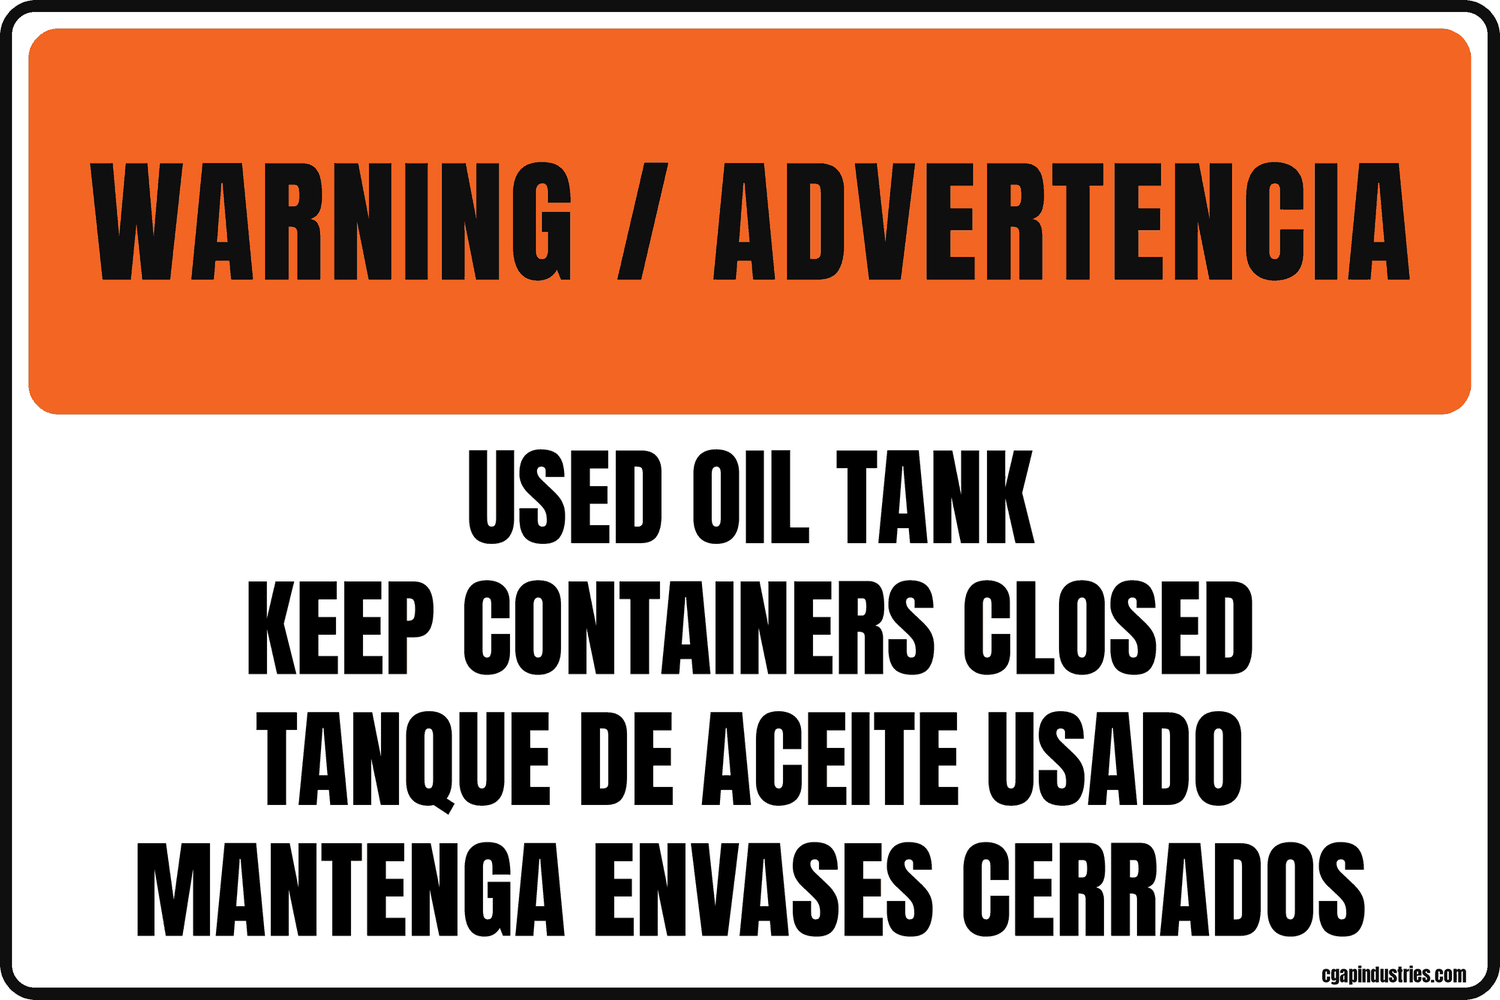 WARNING / ADVERTENCIA
USED OIL TANK
KEEP CONTAINERS CLOSED
TANQUE DE ACEITE USADO
MANTENGA ENVASES CERRADOS
cgapindustries.com